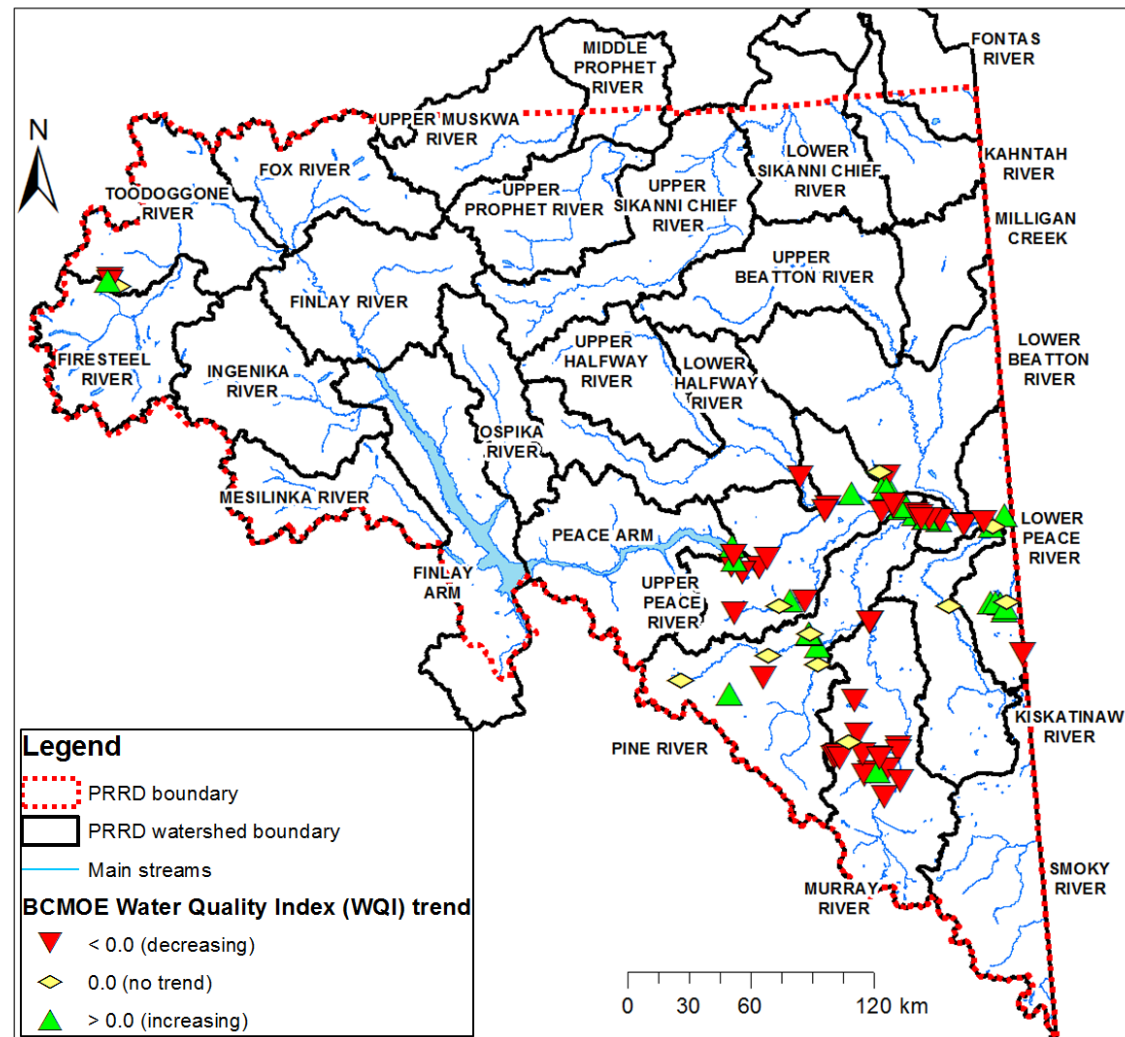 FONTAS
RIVER
MIDDLE
PROPHET
RIVER
UPPER MUSKWA
RIVER
N
FOX RIVER
LOWER
SIKANNI CHIEF
RIVER
KAHNTAH
RIVER
TOODOGGONE
RIVER
UPPER
PROPHET RIVER
UPPER
SIKANNI CHIEF
RIVER
MILLIGAN
CREEK
UPPER
BEATTON RIVER
FINLAY RIVER
FIRESTEEL
RIVER
INGENIKA
RIVER
UPPER
HALFWAY
RIVER
LOWER
HALFWAY
RIVER
LOWER
BEATTON
RIVER
OSPIKA
RIVER
MESILINKA RIVER
PEACE ARM
LOWER
PEACE
RIVER
FINLAY
ARM
UPPER
PEACE
RIVER
PINE RIVER
KISKATINAW
RIVER
MURRAY
RIVER
SMOKY
RIVER
Legend
PRRD boundary
PRRD watershed boundary
Main streams
BCMOE Water Quality Index (WQI) trend
< 0.0 (decreasing)
0.0 (no trend)
> 0.0 (increasing)
0 30 60 120 km